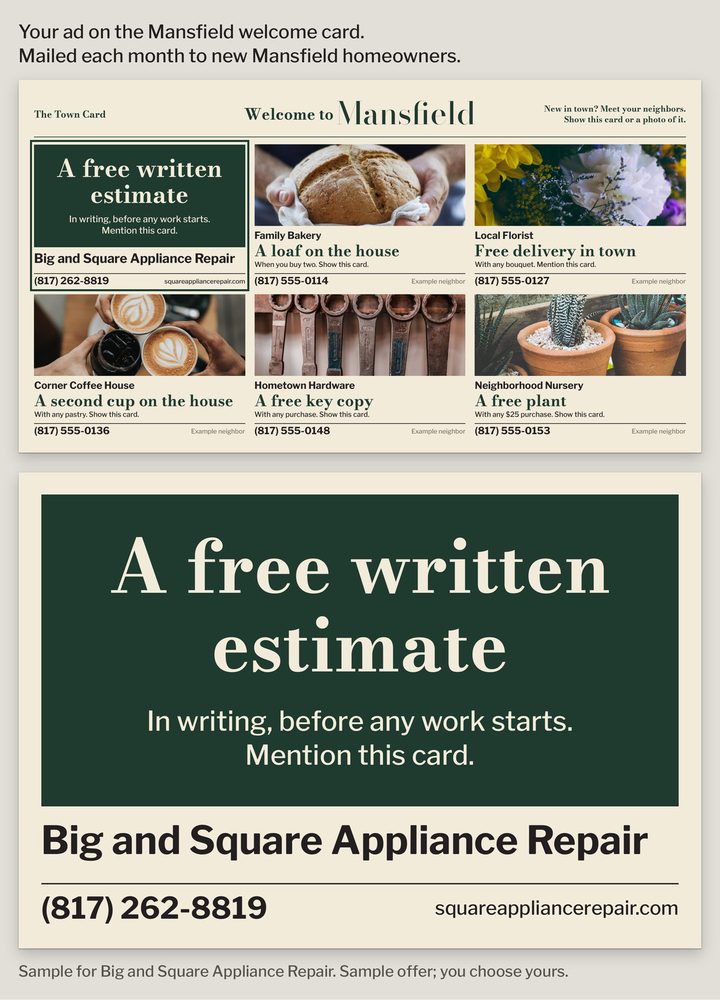 Your ad on the Mansfield welcome card.
Mailed each month to new Mansfield homeowners.
The Town Card
Welcome to Mansfield
New in town? Meet your neighbors.
Show this card or a photo of it.
A free written
estimate
In writing, before any work starts.
Mention this card.
Big and Square Appliance Repair
(817) 262-8819
squareappliancerepair.com
Family Bakery
A loaf on the house
When you buy two. Show this card.
(817) 555-0114
Example neighbor
Local Florist
Free delivery in town
With any bouquet. Mention this card.
(817) 555-0127
Example neighbor
Corner Coffee House
A second cup on the house
With any pastry. Show this card.
(817) 555-0136
Example neighbor
Hometown Hardware
A free key copy
With any purchase. Show this card.
(817) 555-0148
Example neighbor
Neighborhood Nursery
A free plant
With any $25 purchase. Show this card.
(817) 555-0153
Example neighbor
A free written
estimate
In writing, before any work starts.
Mention this card.
Big and Square Appliance Repair
(817) 262-8819
squareappliancerepair.com
Sample for Big and Square Appliance Repair. Sample offer; you choose yours.